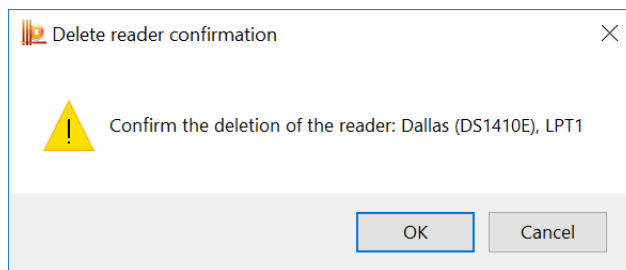 Delete reader confirmation
Confirm the deletion of the reader: Dallas (DS1410E), LPT1
OK Cancel